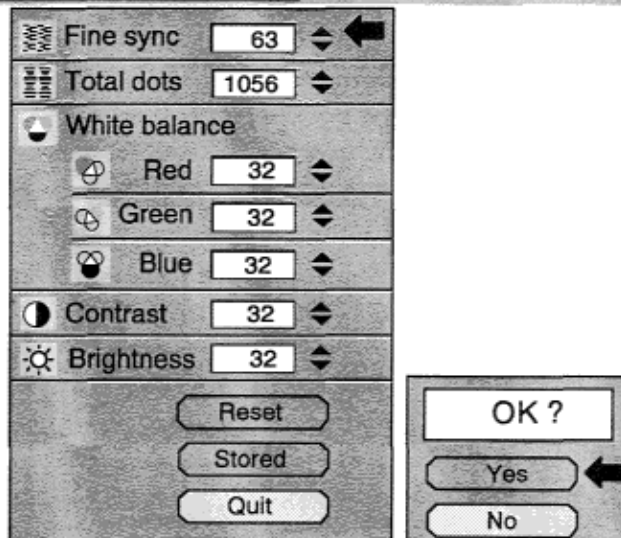 Fine sync 63
Total dots 1056
White balance
Red 32
Green 32
Blue 32
Contrast 32
Brightness 32
Reset
Stored
Quit
OK ?
Yes
No